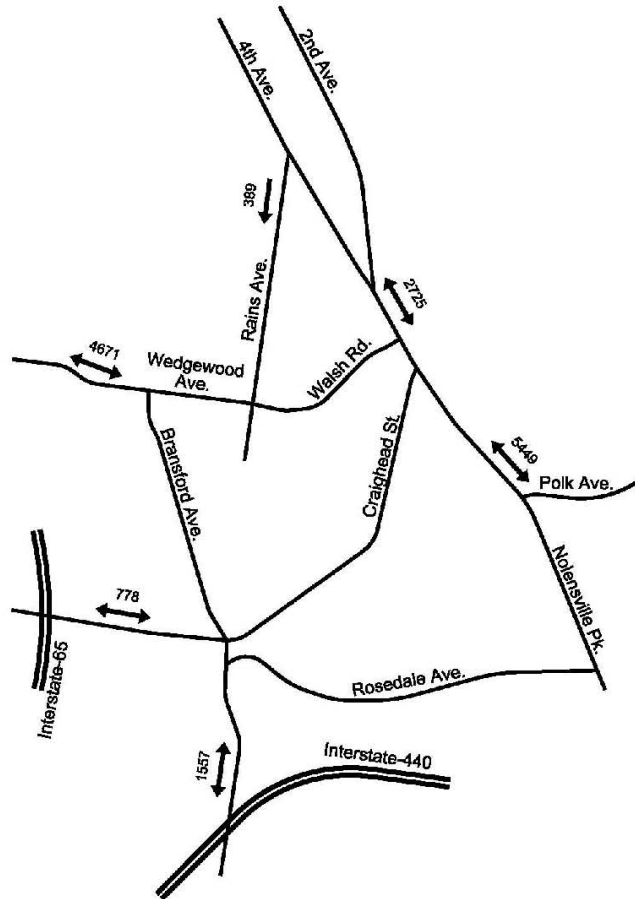 4th Ave.
2nd Ave.
389
Rains Ave.
2725
4671
Wedgewood
Ave.
Walsh Rd.
Craighead St.
Bransford Ave.
5449
Polk Ave.
Nolensville Pk.
778
Interstate-65
Rosedale Ave.
1557
Interstate-440